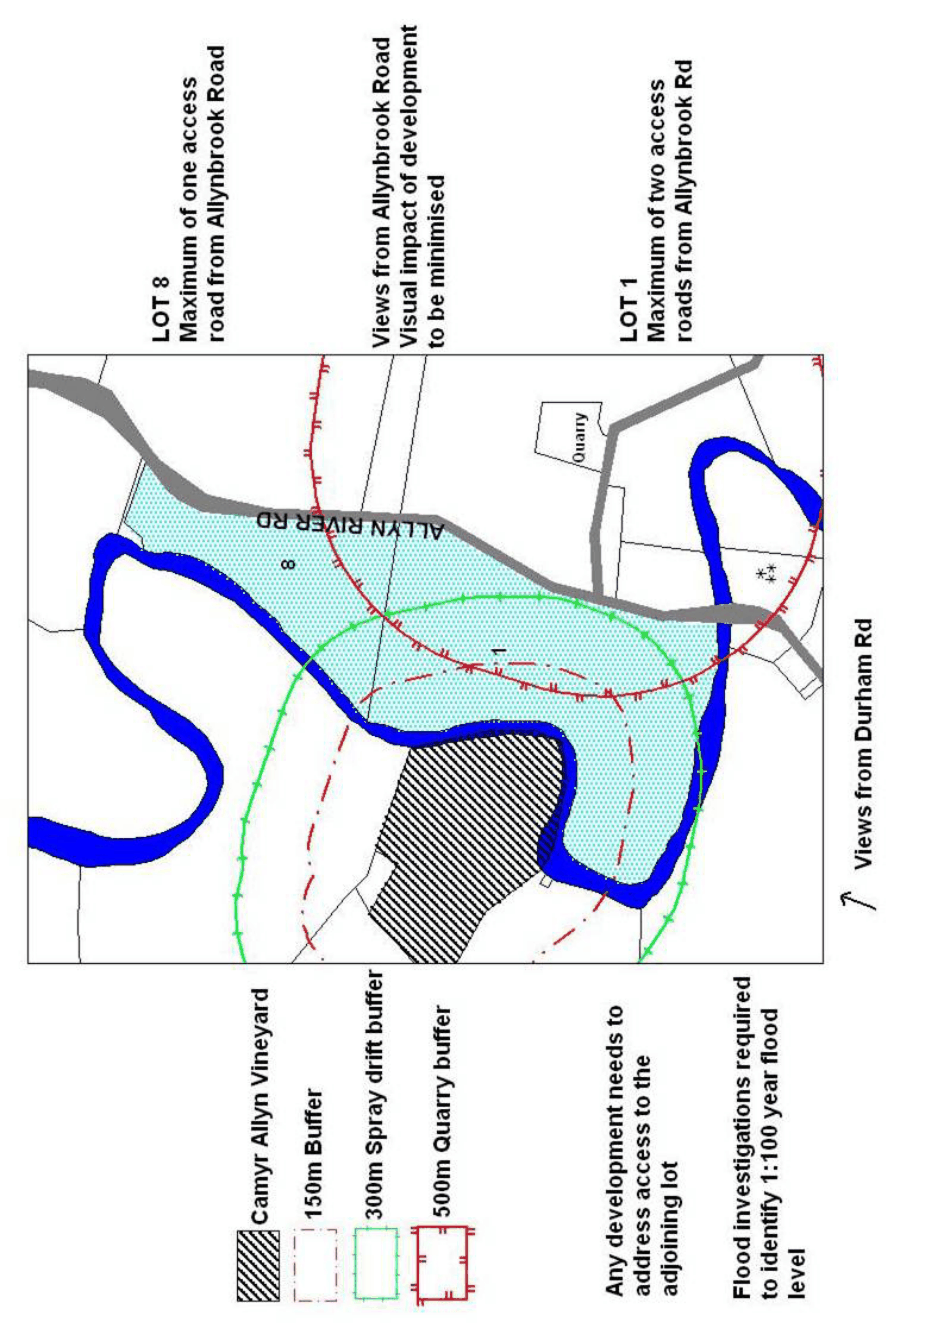 LOT 8
Maximum of one access
road from Allynbrook Road
Views from Allynbrook Road
Visual impact of development
to be minimised
LOT 1
Maximum of two access
roads from Allynbrook Rd
ALLYN RIVER RD
8
1
Quarry
Views from Durham Rd
Camyr Allyn Vineyard
150m Buffer
300m Spray drift buffer
500m Quarry buffer
Any development needs to
address access to the
adjoining lot
Flood investigations required
to identify 1:100 year flood
level